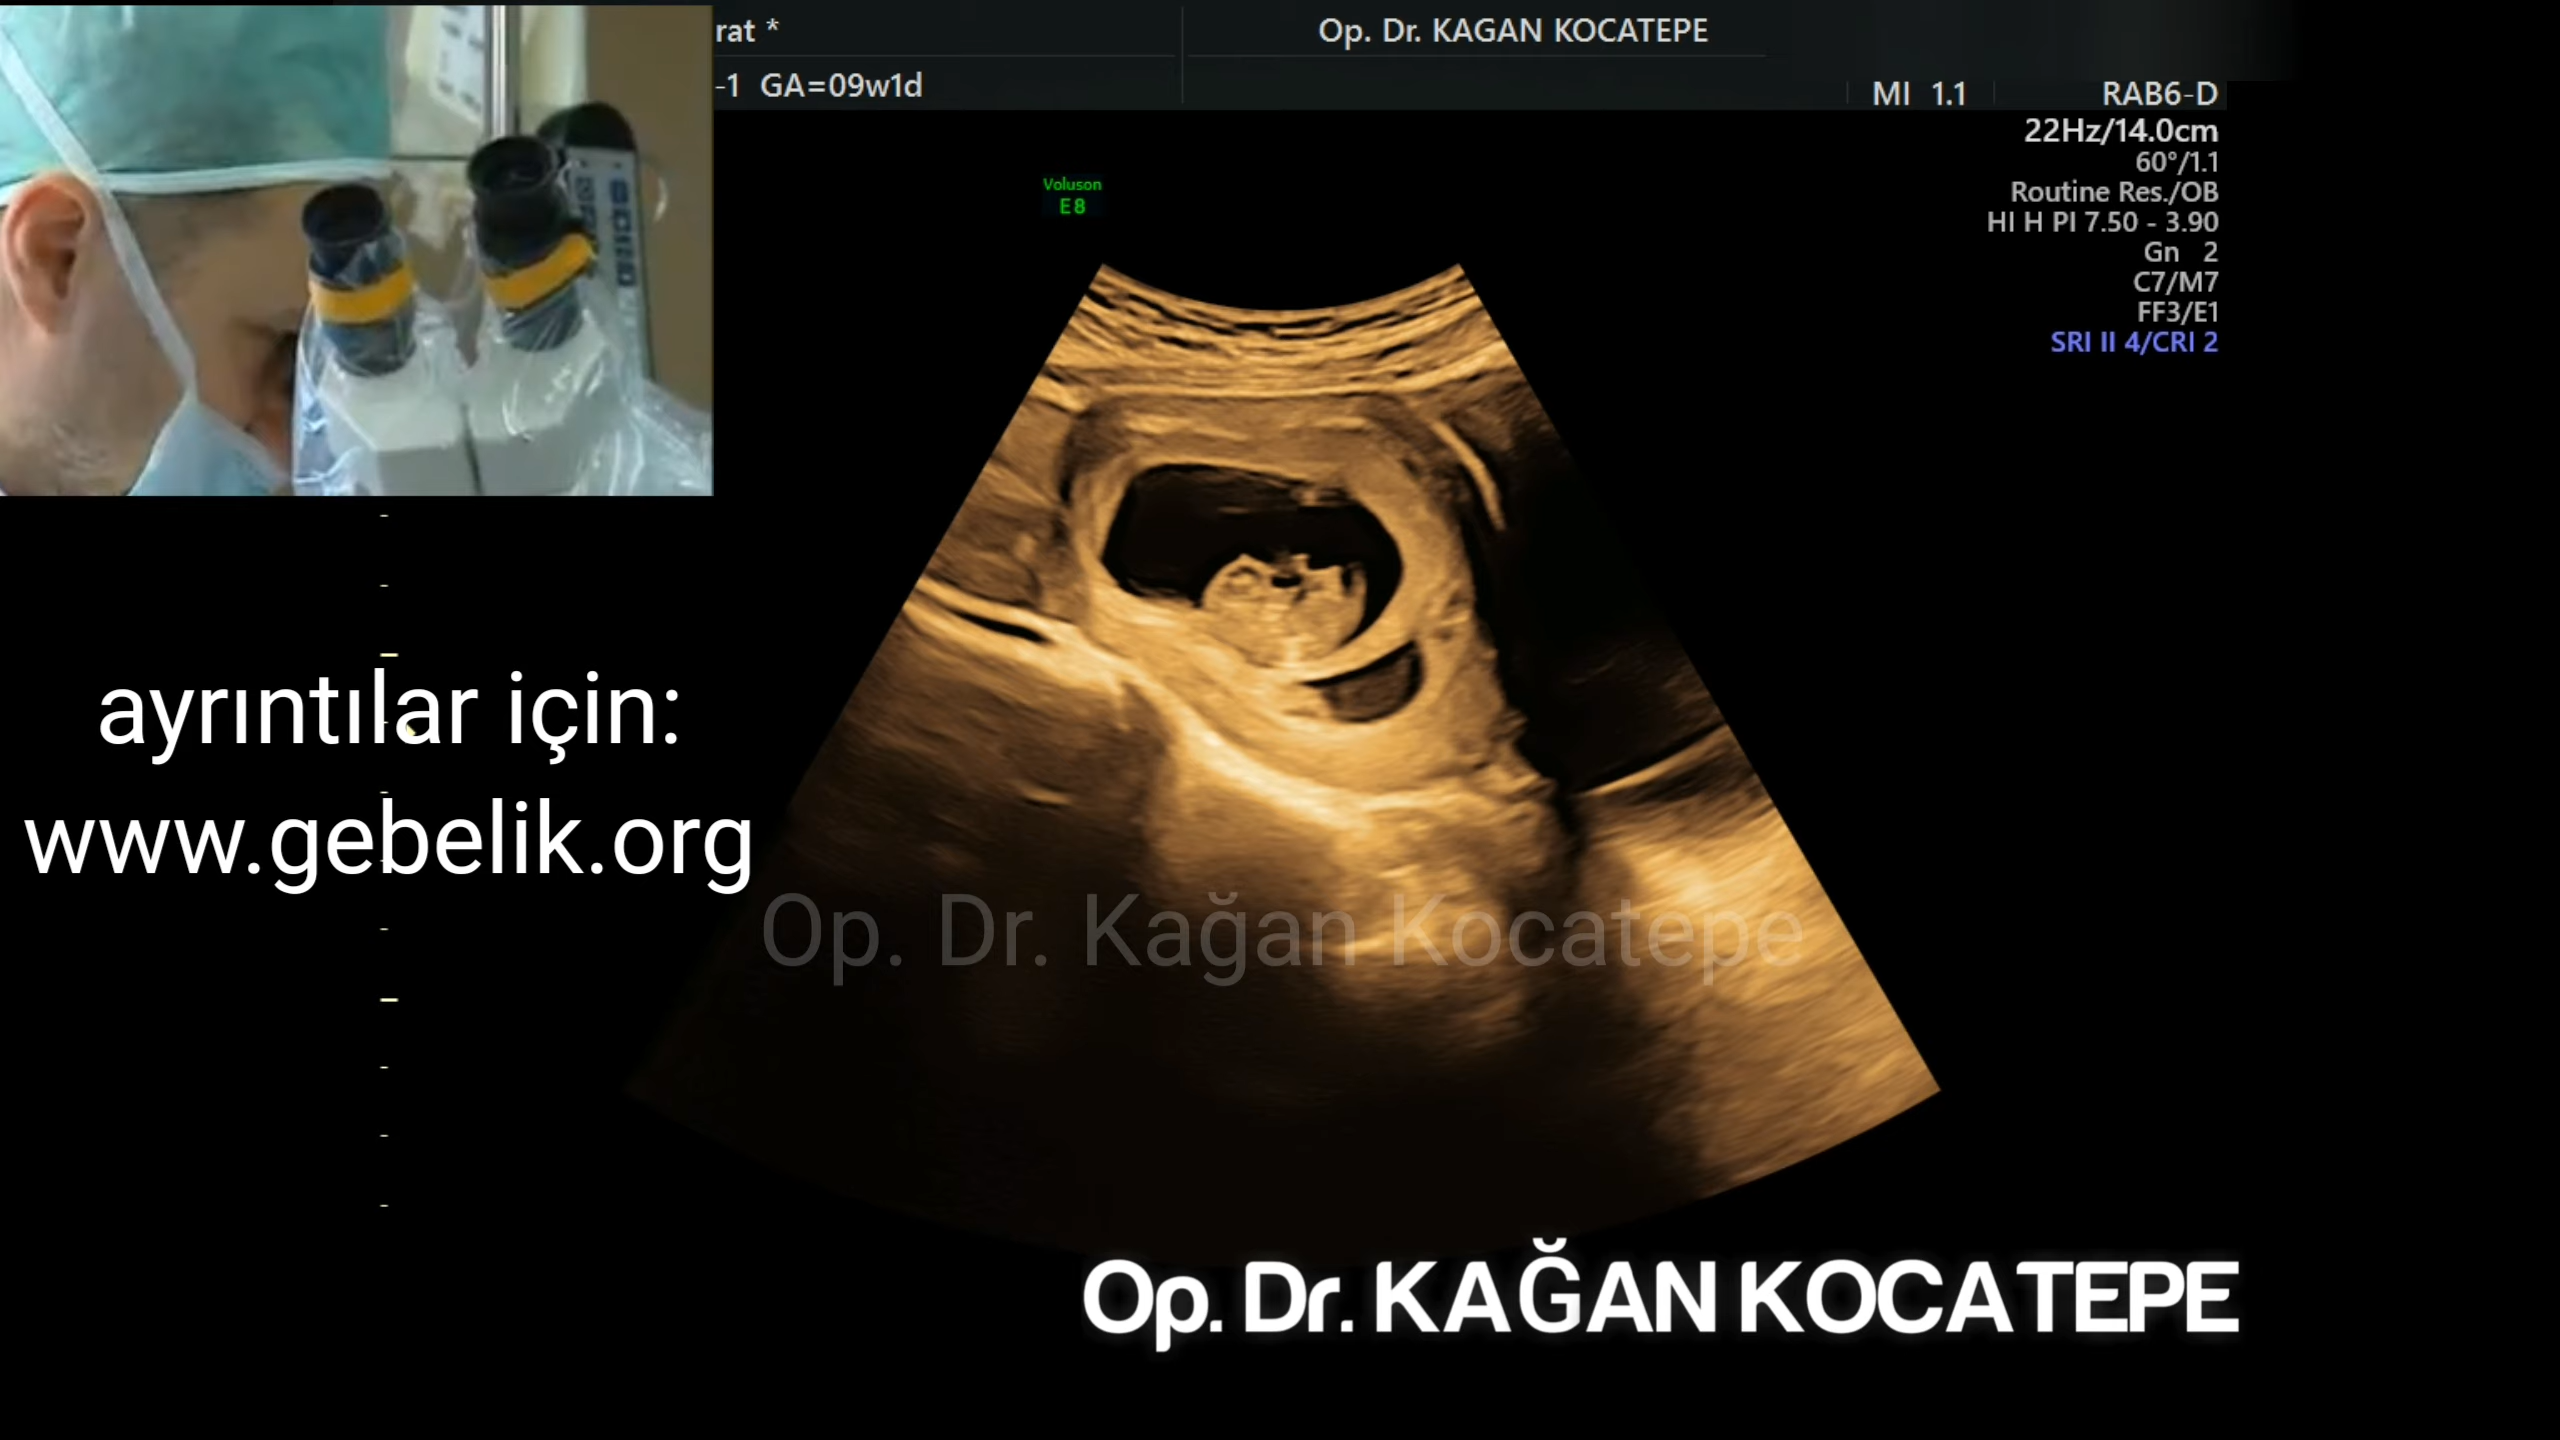 rat *
Op. Dr. KAGAN KOCATEPE
-1 GA=09w1d
MI 1.1
RAB6-D
22Hz/14.0cm
60°/1.1
Routine Res./OB
HI H PI 7.50 - 3.90
Gn 2
C7/M7
FF3/E1
SRI II 4/CRI 2
Voluson
E8
ayrıntılar için:
www.gebelik.org
Op. Dr. Kağan Kocatepe
Op. Dr. KAĞAN KOCATEPE